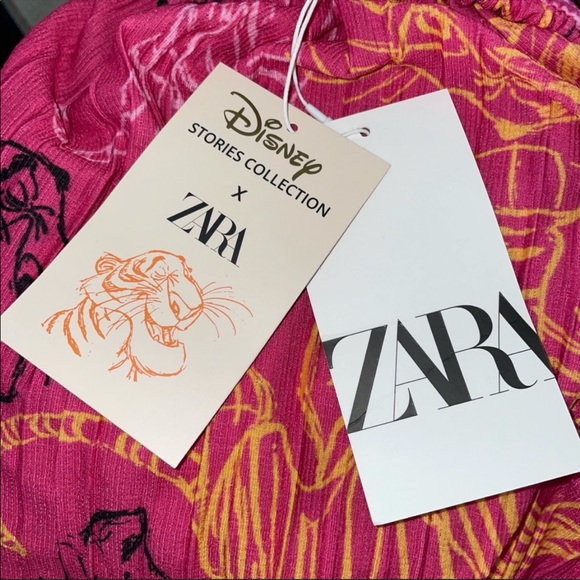 Disney
STORIES COLLECTION
X
ZARA
ZARA